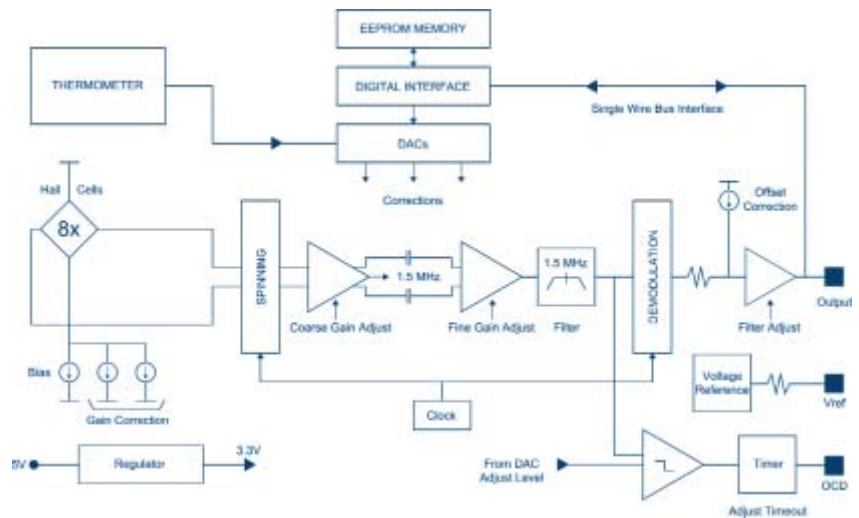 EEPROM MEMORY
THERMOMETER
DIGITAL INTERFACE
Single Wire Bus Interface
DACs
Corrections
Hall Cells
8x
Offset
Correction
SPINNING
1.5 MHz
1.5 MHz
DEMODULATION
Coarse Gain Adjust
Fine Gain Adjust
Filter
Filter Adjust
Output
Bias
Gain Correction
Clock
Voltage
Reference
Vref
5V
Regulator
3.3V
From DAC
Adjust Level
Timer
OCD
Adjust Timeout